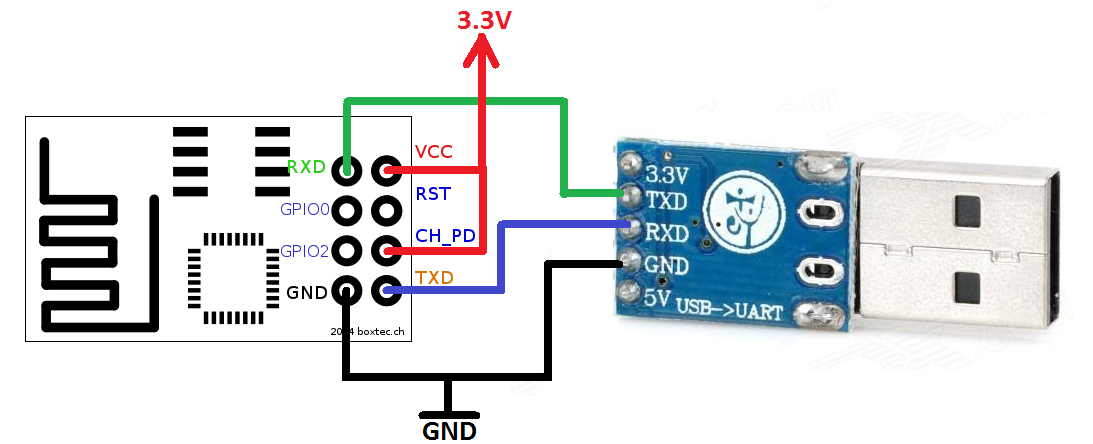 3.3V
RXD
VCC
GPIO0
RST
GPIO2
CH_PD
GND
TXD
boxtec.ch
3.3V
TXD
RXD
GND
5V
USB->UART
GND